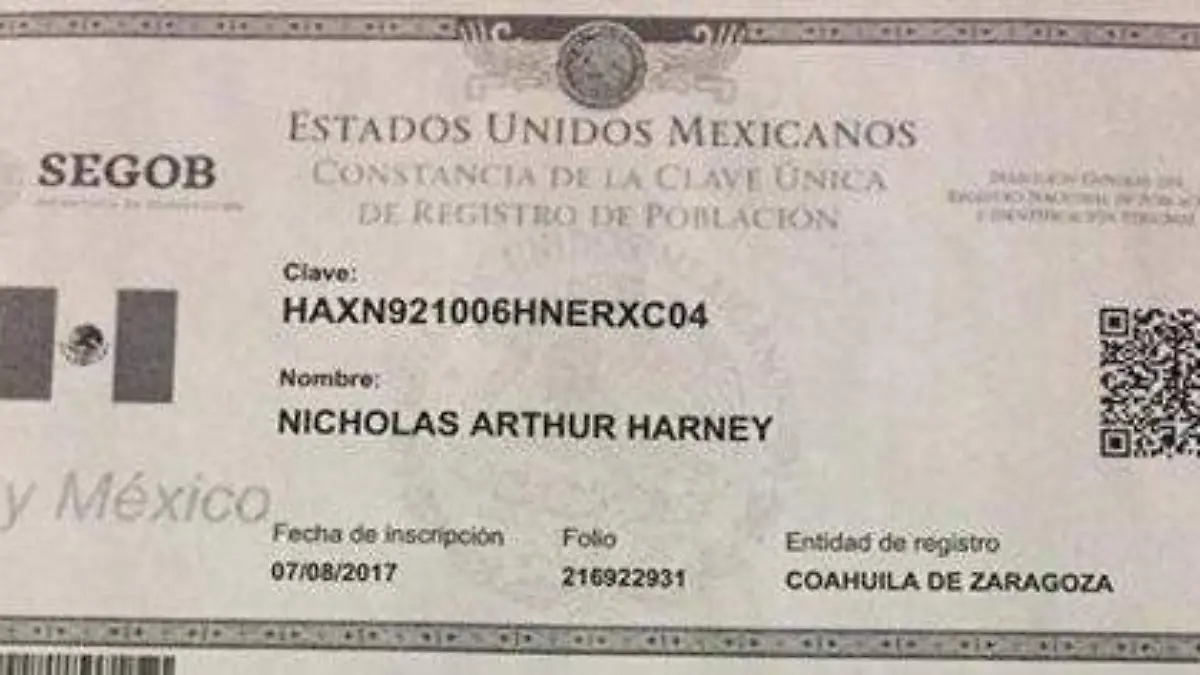 ESTADOS UNIDOS MEXICANOS
SEGOB
CONSTANCIA DE LA CLAVE ÚNICA
DE REGISTRO DE POBLACIÓN
Clave:
HAXN921006HNERXC04
Nombre:
NICHOLAS ARTHUR HARNEY
y México
Fecha de inscripción
07/08/2017
Folio
216922931
Entidad de registro
COAHUILA DE ZARAGOZA